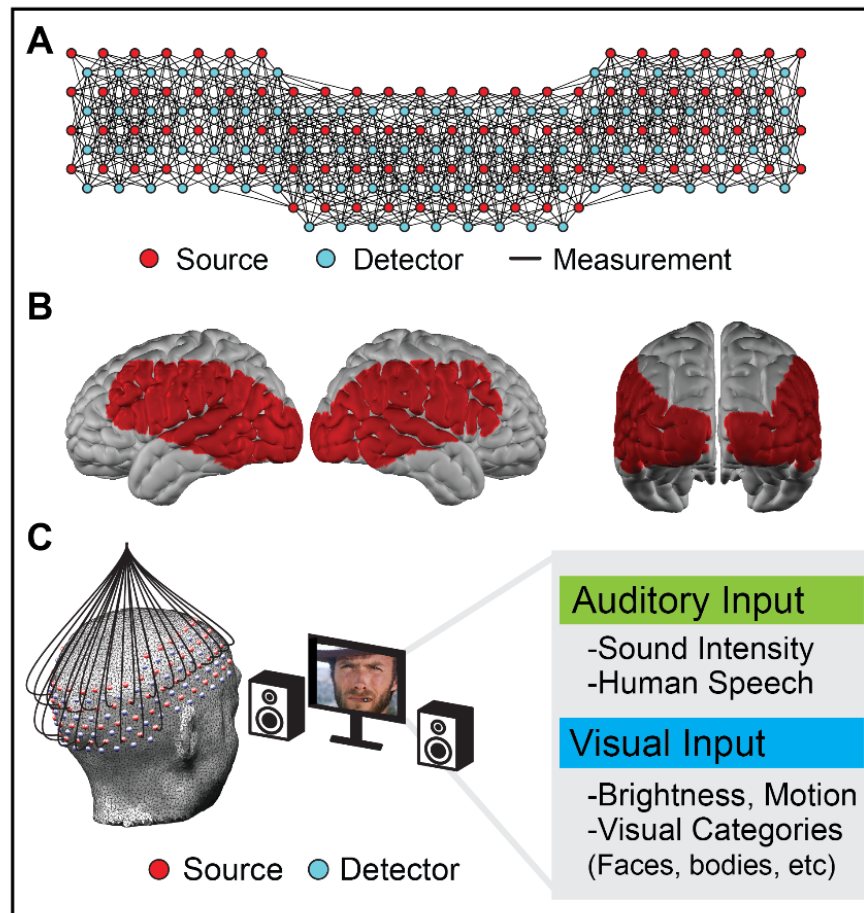 A
Source Detector Measurement
B
C
Auditory Input
-Sound Intensity
-Human Speech
Visual Input
-Brightness, Motion
-Visual Categories
(Faces, bodies, etc)
Source Detector